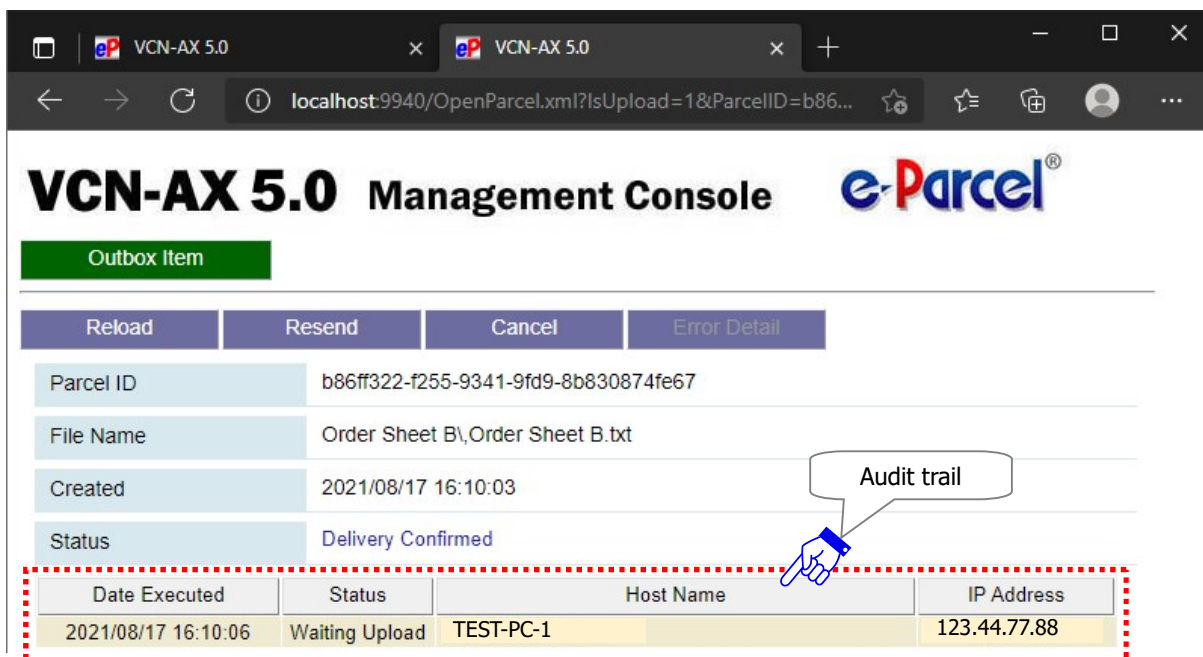 VCN-AX 5.0 VCN-AX 5.0
localhost:9940/OpenParcel.xml?IsUpload=1&ParcelID=b86...
VCN-AX 5.0 Management Console e-Parcel®
Outbox Item
Reload Resend Cancel Error Detail
Parcel ID b86ff322-f255-9341-9fd9-8b830874fe67
File Name Order Sheet B\,Order Sheet B.txt
Audit trail
Created 2021/08/17 16:10:03
Status Delivery Confirmed
Date Executed Status Host Name IP Address
2021/08/17 16:10:06 Waiting Upload TEST-PC-1 123.44.77.88